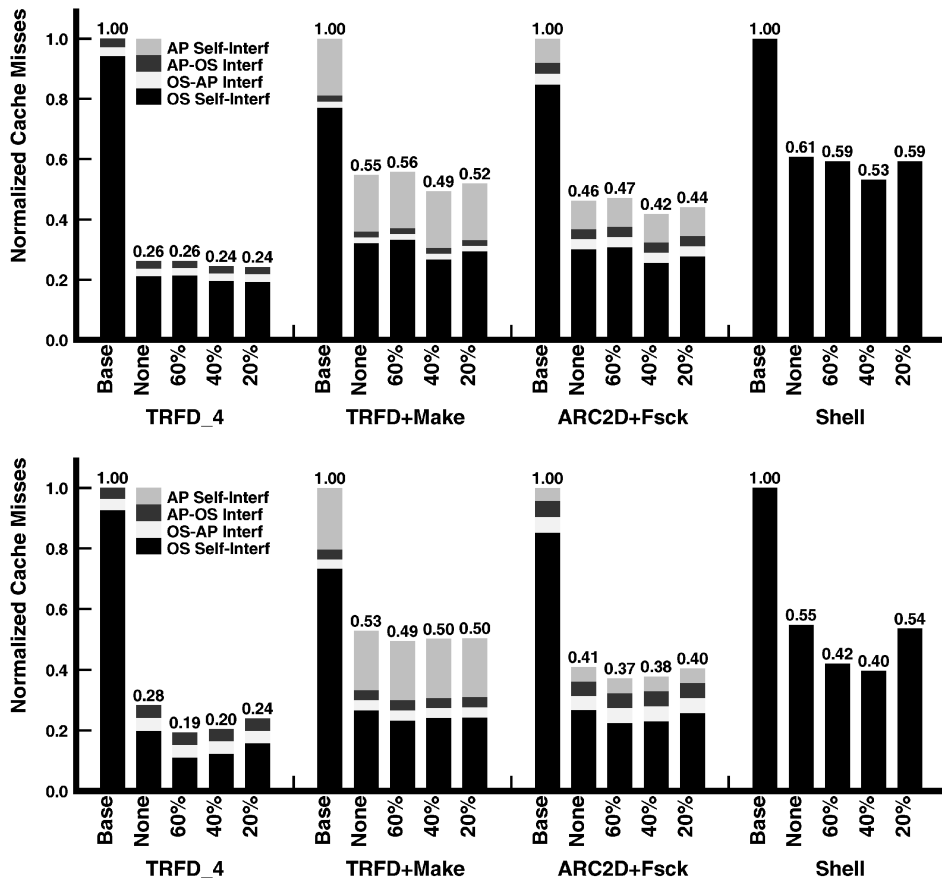 Normalized Cache Misses
1.0
0.8
0.6
0.4
0.2
0.0
AP Self-Interf
AP-OS Interf
OS-AP Interf
OS Self-Interf
1.00 0.26 0.26 0.24 0.24
1.00 0.55 0.56 0.49 0.52
1.00 0.46 0.47 0.42 0.44
1.00 0.61 0.59 0.53 0.59
Base None 60% 40% 20%
Base None 60% 40% 20%
Base None 60% 40% 20%
Base None 60% 40% 20%
TRFD_4 TRFD+Make ARC2D+Fsck Shell
Normalized Cache Misses
1.0
0.8
0.6
0.4
0.2
0.0
AP Self-Interf
AP-OS Interf
OS-AP Interf
OS Self-Interf
1.00 0.28 0.19 0.20 0.24
1.00 0.53 0.49 0.50 0.50
1.00 0.41 0.37 0.38 0.40
1.00 0.55 0.42 0.40 0.54
Base None 60% 40% 20%
Base None 60% 40% 20%
Base None 60% 40% 20%
Base None 60% 40% 20%
TRFD_4 TRFD+Make ARC2D+Fsck Shell